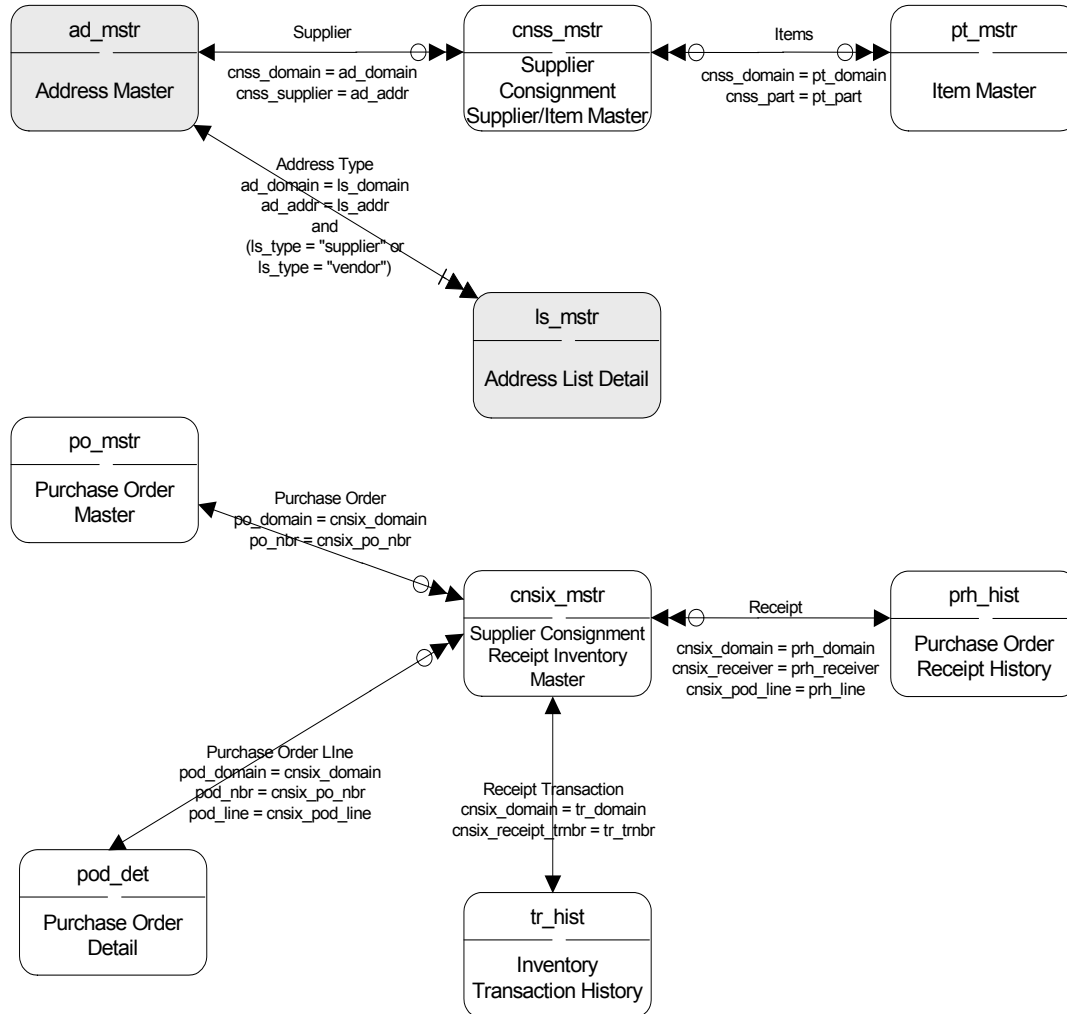 ad_mstr
Address Master
Supplier
cnss_domain = ad_domain
cnss_supplier = ad_addr
cnss_mstr
Supplier
Consignment
Supplier/Item Master
Items
cnss_domain = pt_domain
cnss_part = pt_part
pt_mstr
Item Master
Address Type
ad_domain = ls_domain
ad_addr = ls_addr
and
(ls_type = "supplier" or
ls_type = "vendor")
ls_mstr
Address List Detail
po_mstr
Purchase Order
Master
Purchase Order
po_domain = cnsix_domain
po_nbr = cnsix_po_nbr
cnsix_mstr
Supplier Consignment
Receipt Inventory
Master
Receipt
cnsix_domain = prh_domain
cnsix_receiver = prh_receiver
cnsix_pod_line = prh_line
prh_hist
Purchase Order
Receipt History
Purchase Order LIne
pod_domain = cnsix_domain
pod_nbr = cnsix_po_nbr
pod_line = cnsix_pod_line
Receipt Transaction
cnsix_domain = tr_domain
cnsix_receipt_trnbr = tr_trnbr
pod_det
Purchase Order
Detail
tr_hist
Inventory
Transaction History